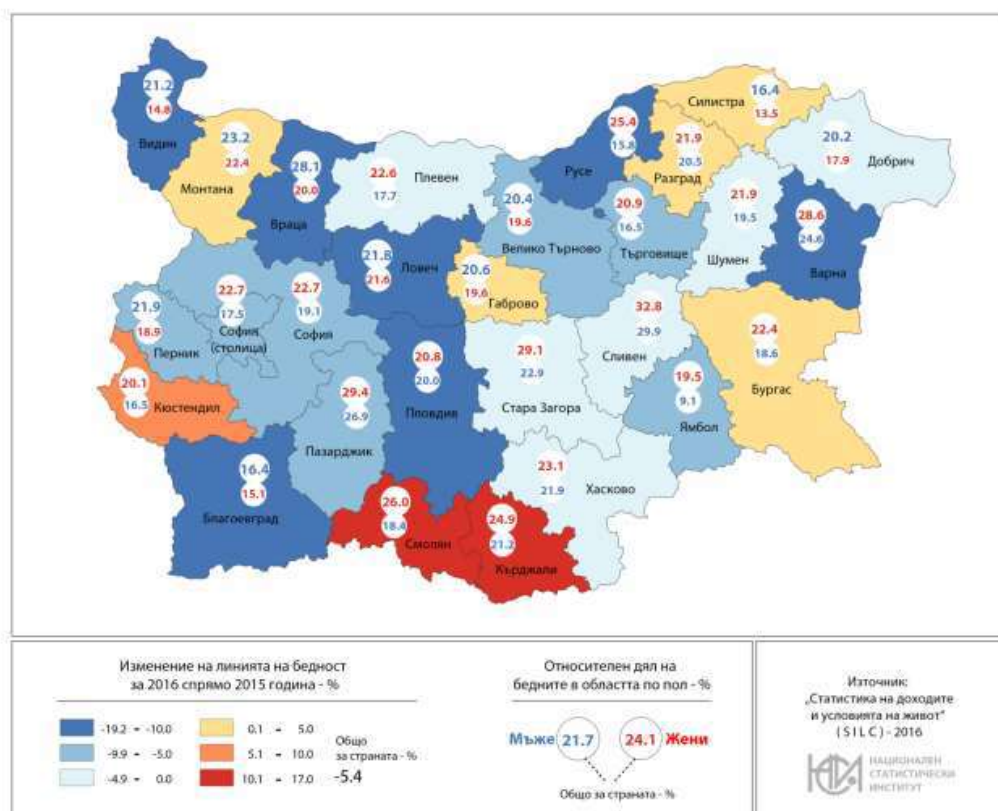 21.2
14.8
Видин
23.2
22.4
Монтана
28.1
20.0
Враца
22.6
17.7
Плевен
25.4
15.8
Русе
16.4
13.5
Силистра
21.9
20.5
Разград
20.2
17.9
Добрич
20.4
19.6
Велико Търново
20.9
16.5
Търговище
21.9
19.5
Шумен
28.6
24.6
Варна
21.8
21.6
Ловеч
20.6
19.6
Габрово
22.7
17.5
София
(столица)
22.7
19.1
София
21.9
18.9
Перник
20.1
16.5
Кюстендил
29.4
26.9
Пазарджик
20.8
20.0
Пловдив
29.1
22.9
Стара Загора
32.8
29.9
Сливен
19.5
9.1
Ямбол
22.4
18.6
Бургас
16.4
15.1
Благоевград
26.0
18.4
Смолян
24.9
21.2
Кърджали
23.1
21.9
Хасково
Изменение на линията на бедност
за 2016 спрямо 2015 година - %
-19.2 – -10.0
-9.9 – -5.0
-4.9 – 0.0
0.1 – 5.0
5.1 – 10.0
10.1 – 17.0
Общо
за страната - %
-5.4
Относителен дял на
бедните в областта по пол - %
Мъже 21.7 24.1 Жени
Общо за страната - %
Източник:
„Статистика на доходите
и условията на живот“
( S I L C ) - 2016
НСИ НАЦИОНАЛЕН
СТАТИСТИЧЕСКИ
ИНСТИТУТ